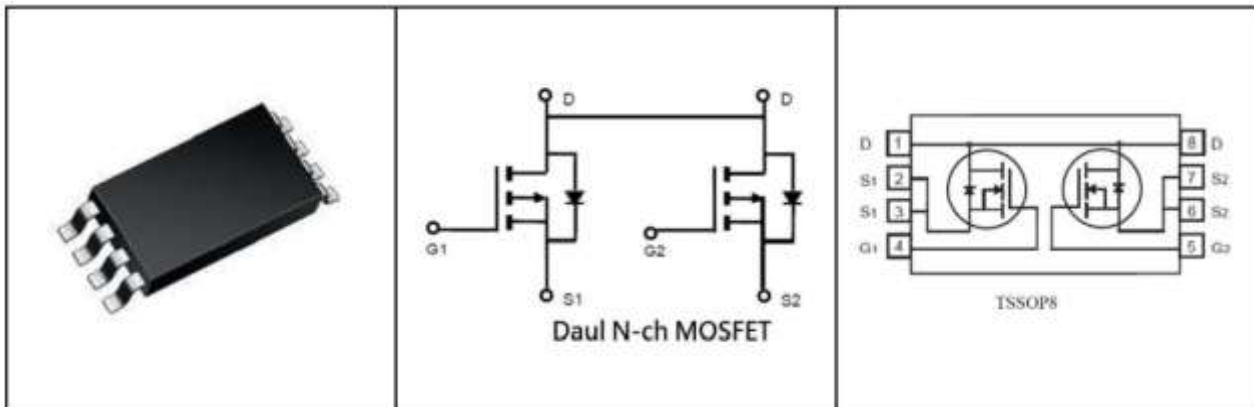 D D
G1 G2
S1 S2
Daul N-ch MOSFET
D 1 8 D
S1 2 7 S2
S1 3 6 S2
G1 4 5 G2
TSSOP8